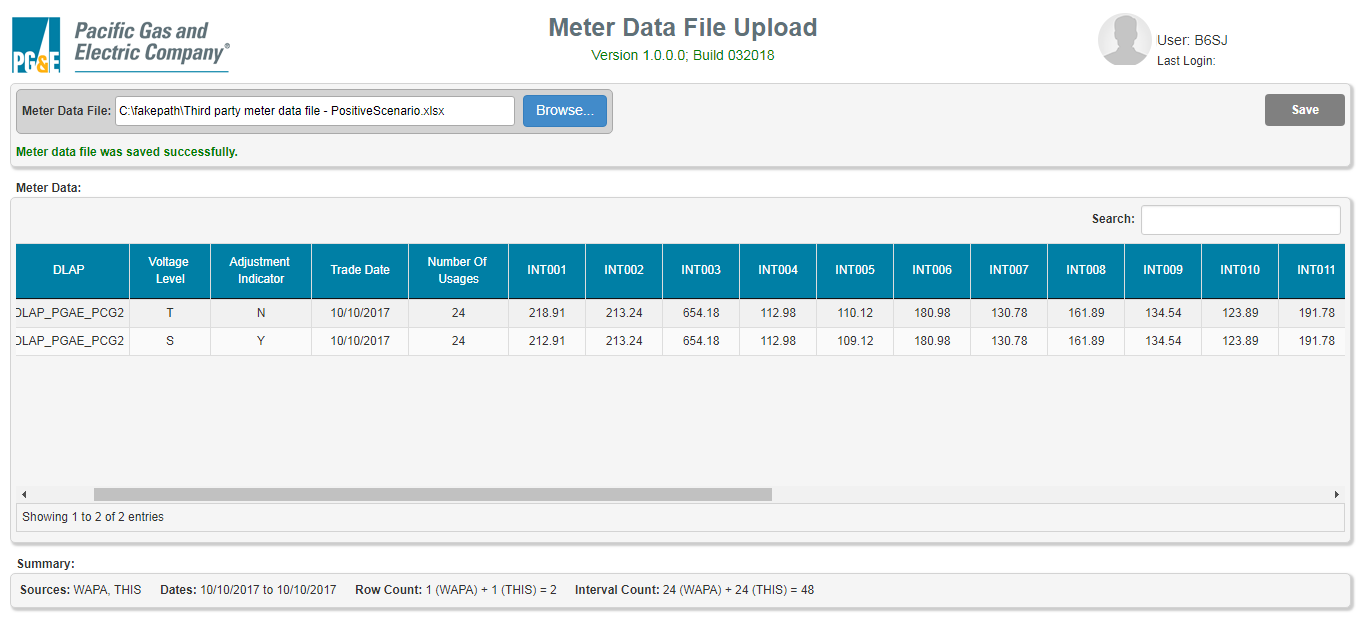 PG&E
Pacific Gas and
Electric Company®
Meter Data File Upload
Version 1.0.0.0; Build 032018
User: B6SJ
Last Login:
Meter Data File: C:\fakepath\Third party meter data file - PositiveScenario.xlsx Browse... Save
Meter data file was saved successfully.
Meter Data:
Search:
DLAP Voltage Level Adjustment Indicator Trade Date Number Of Usages INT001 INT002 INT003 INT004 INT005 INT006 INT007 INT008 INT009 INT010 INT011
DLAP_PGAE_PCG2 T N 10/10/2017 24 218.91 213.24 654.18 112.98 110.12 180.98 130.78 161.89 134.54 123.89 191.78
DLAP_PGAE_PCG2 S Y 10/10/2017 24 212.91 213.24 654.18 112.98 109.12 180.98 130.78 161.89 134.54 123.89 191.78
Showing 1 to 2 of 2 entries
Summary:
Sources: WAPA, THIS Dates: 10/10/2017 to 10/10/2017 Row Count: 1 (WAPA) + 1 (THIS) = 2 Interval Count: 24 (WAPA) + 24 (THIS) = 48